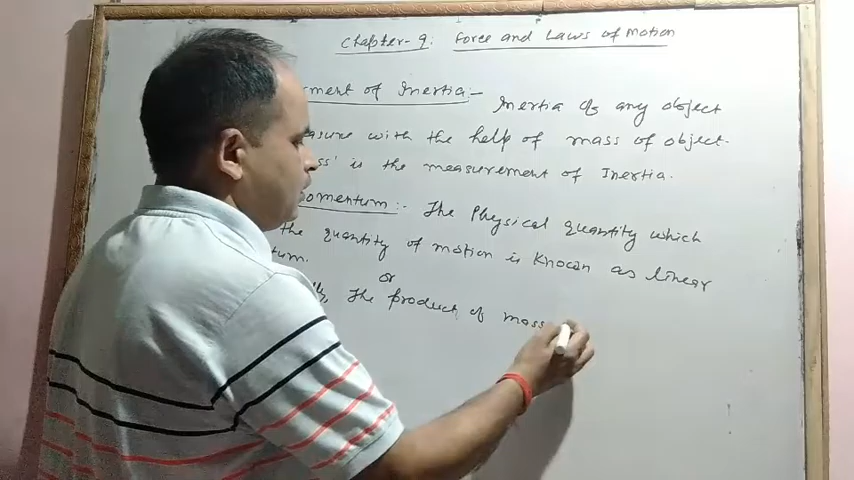 Chapter-9: Force and Laws of Motion
of Inertia:- Inertia of any object
with the help of mass of object.
is the measurement of Inertia.
:- The Physical quantity which
the quantity of motion is Known as linear
or
The product of mass